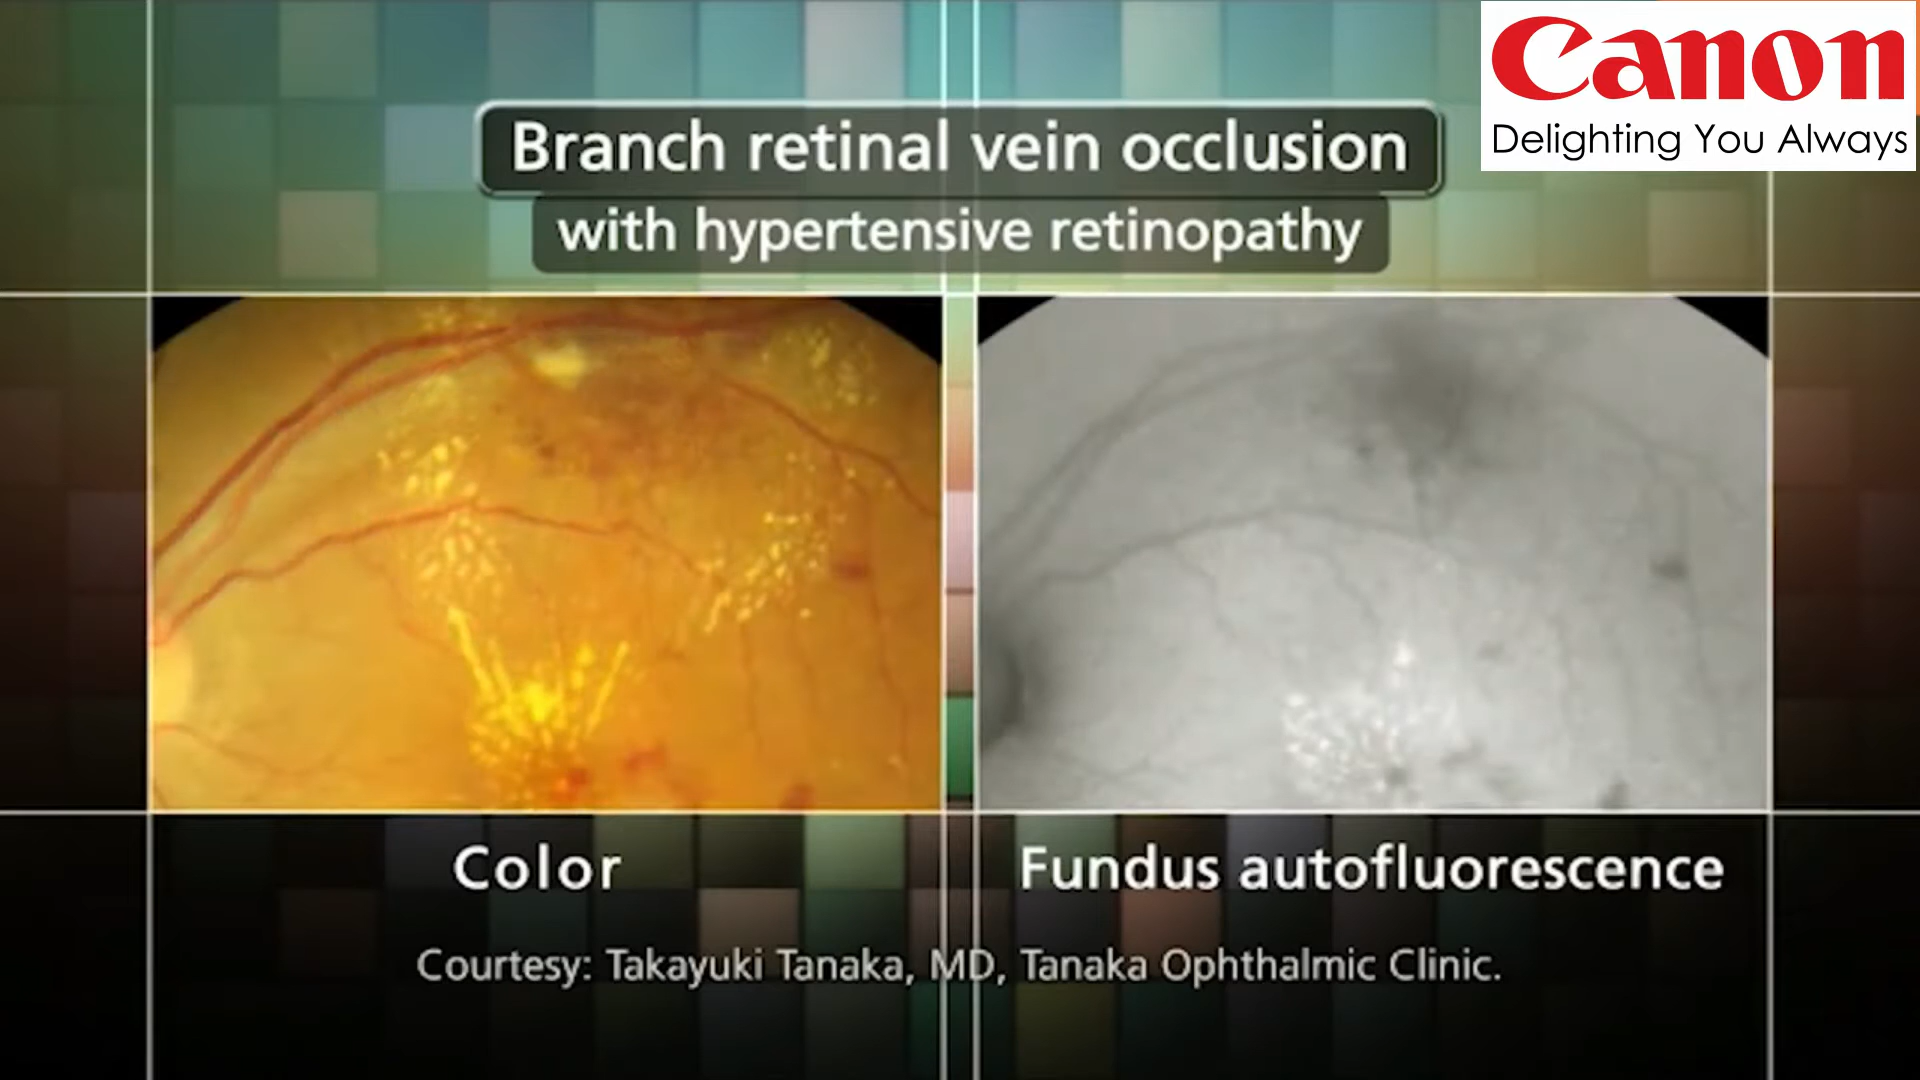 Canon
Delighting You Always
Branch retinal vein occlusion
with hypertensive retinopathy
Color
Fundus autofluorescence
Courtesy: Takayuki Tanaka, MD, Tanaka Ophthalmic Clinic.